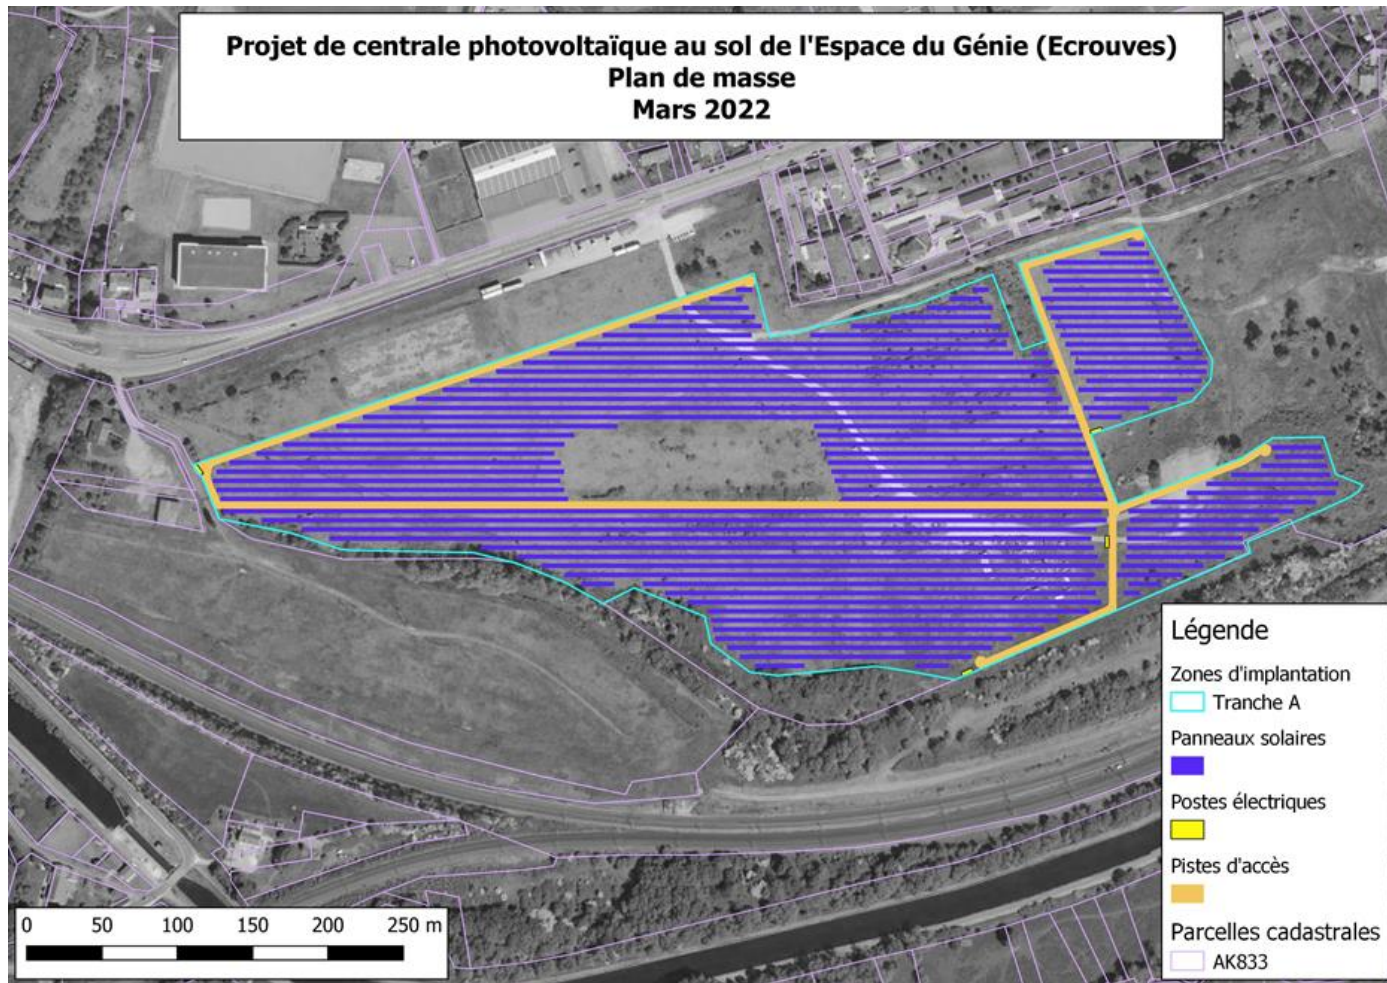 Projet de centrale photovoltaïque au sol de l'Espace du Génie (Ecrouves)
Plan de masse
Mars 2022
Légende
Zones d'implantation
Tranche A
Panneaux solaires
Postes électriques
Pistes d'accès
Parcelles cadastrales
AK833
0 50 100 150 200 250 m